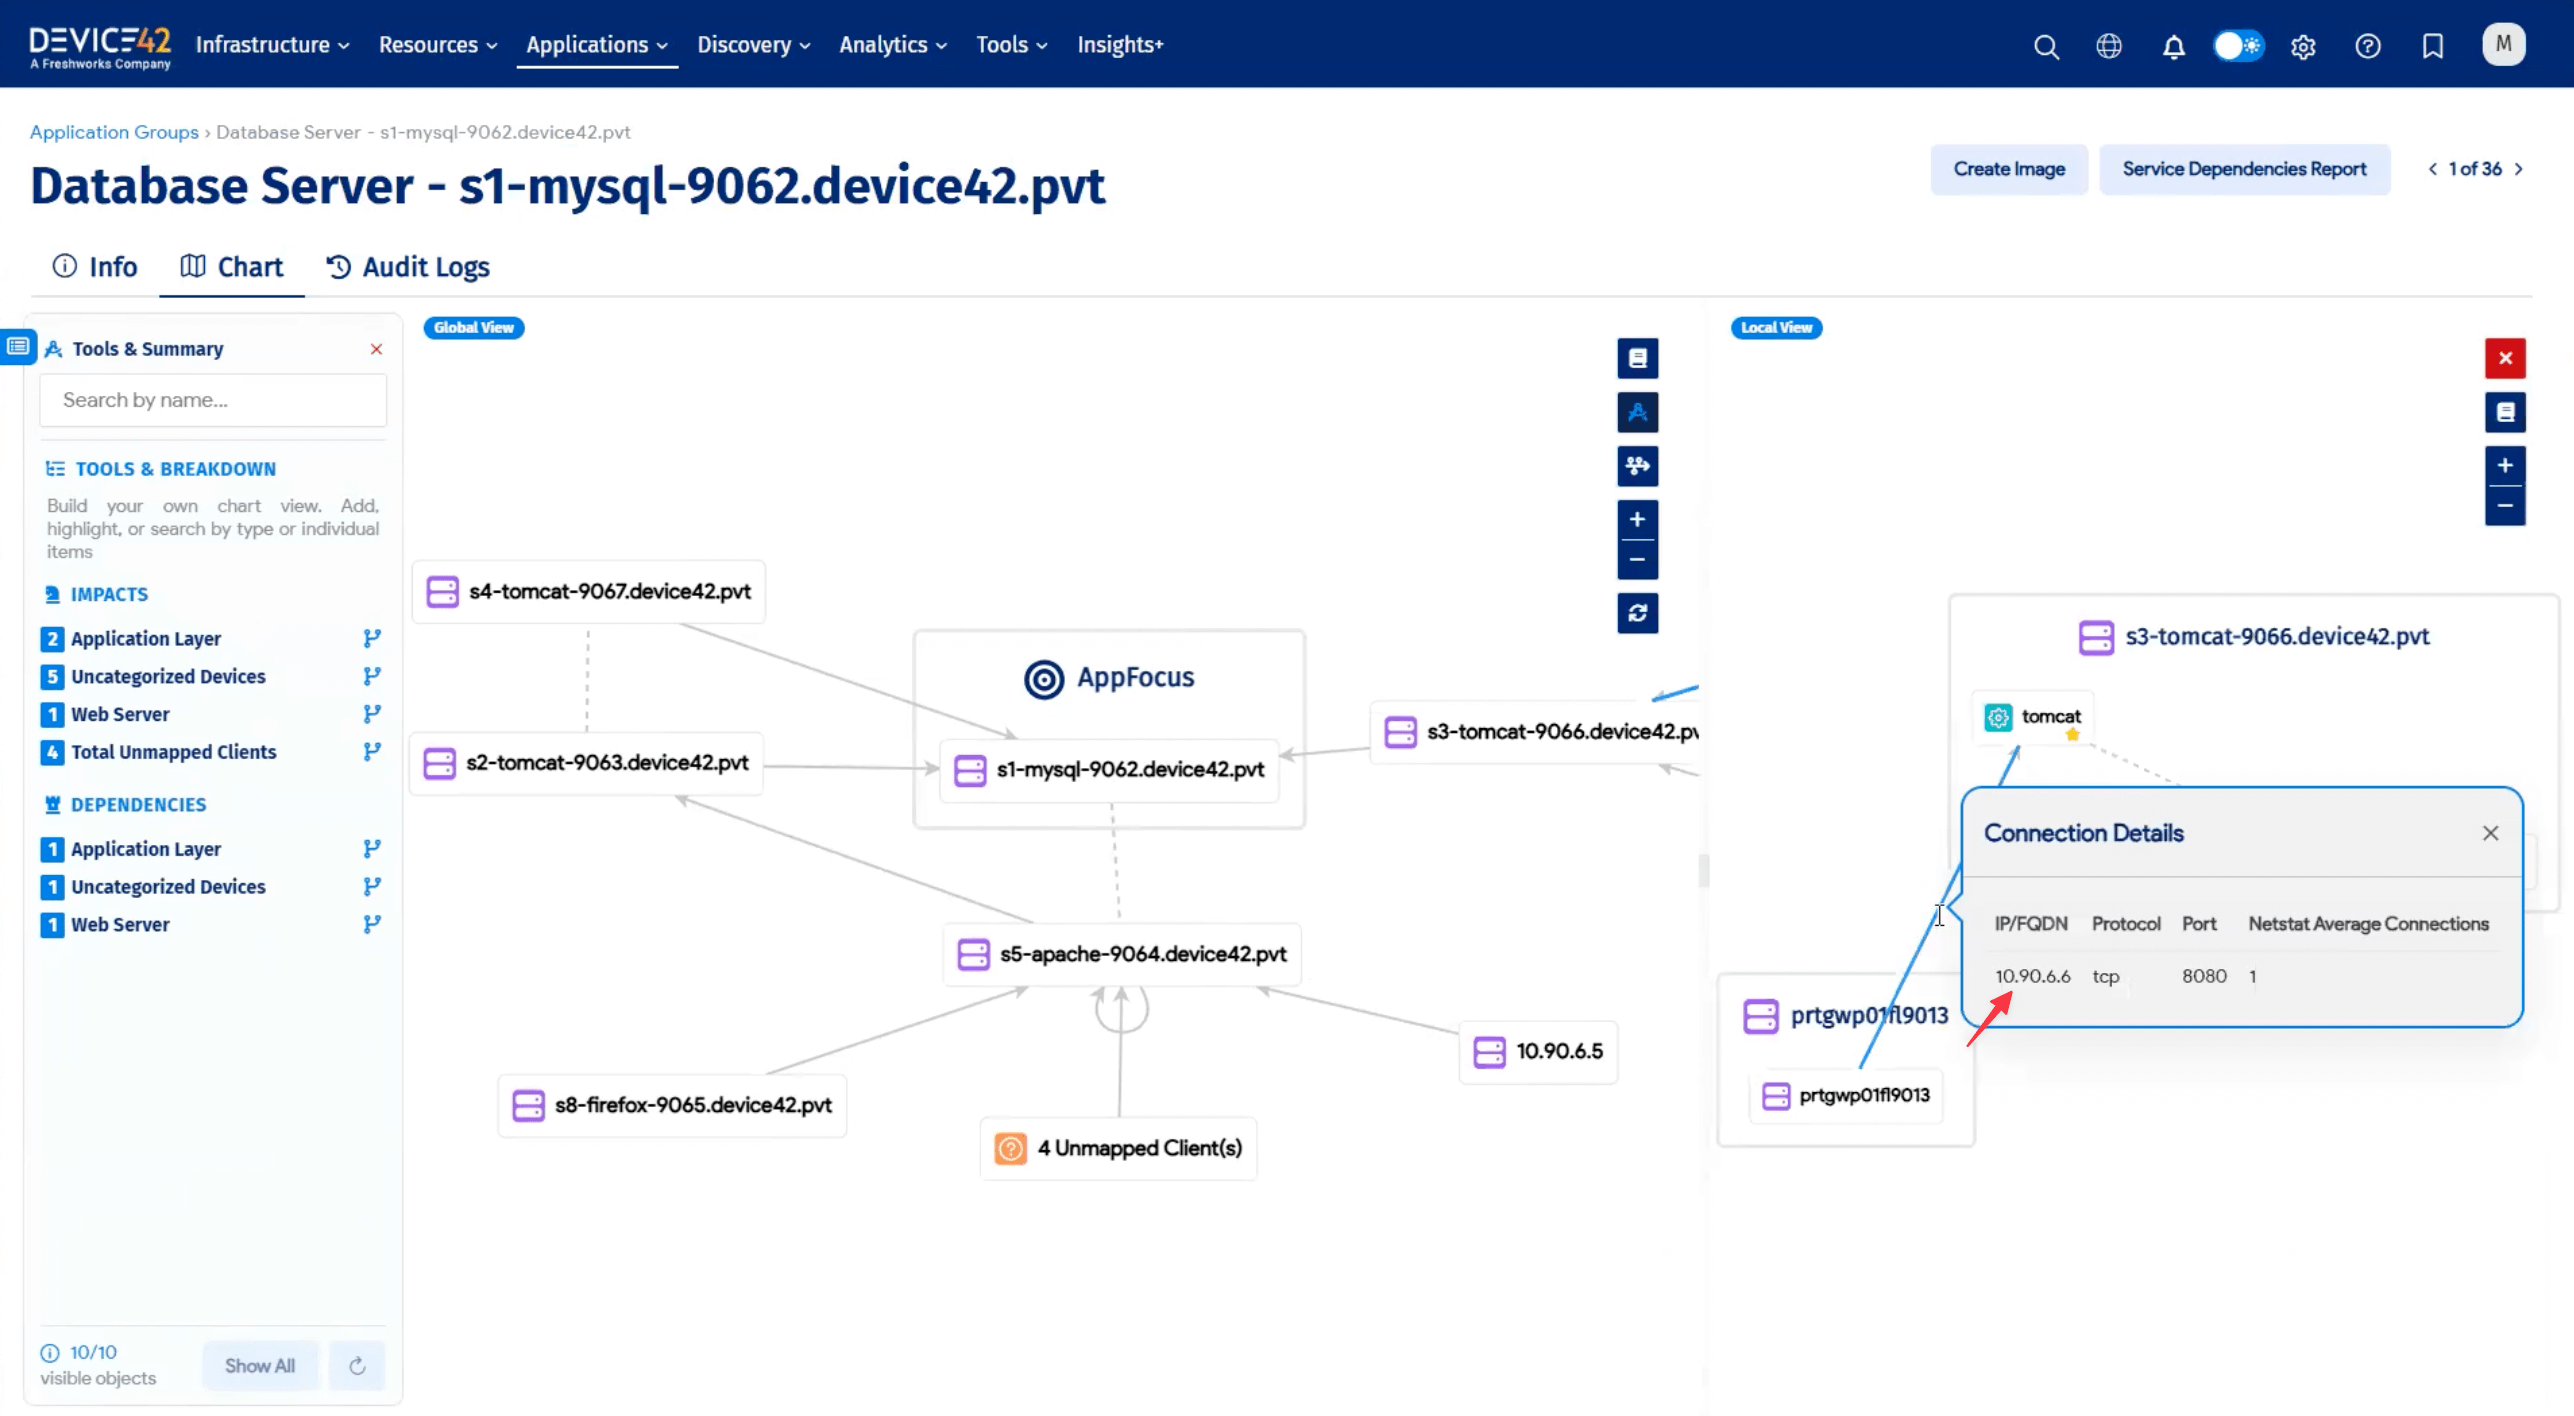 DEVICE42
A Freshworks Company
Infrastructure
Resources
Applications
Discovery
Analytics
Tools
Insights+
M
Application Groups › Database Server - s1-mysql-9062.device42.pvt
Database Server - s1-mysql-9062.device42.pvt
Create Image
Service Dependencies Report
1 of 36
Info
Chart
Audit Logs
Tools & Summary
Search by name...
TOOLS & BREAKDOWN
Build your own chart view. Add,
highlight, or search by type or individual
items
IMPACTS
2 Application Layer
5 Uncategorized Devices
1 Web Server
4 Total Unmapped Clients
DEPENDENCIES
1 Application Layer
1 Uncategorized Devices
1 Web Server
10/10
visible objects
Show All
Global View
s4-tomcat-9067.device42.pvt
AppFocus
s2-tomcat-9063.device42.pvt
s1-mysql-9062.device42.pvt
s3-tomcat-9066.device42.pv
s5-apache-9064.device42.pvt
10.90.6.5
s8-firefox-9065.device42.pvt
4 Unmapped Client(s)
Local View
s3-tomcat-9066.device42.pvt
tomcat
Connection Details
IP/FQDN Protocol Port Netstat Average Connections
10.90.6.6 tcp 8080 1
prtgwp01fl9013
prtgwp01fl9013